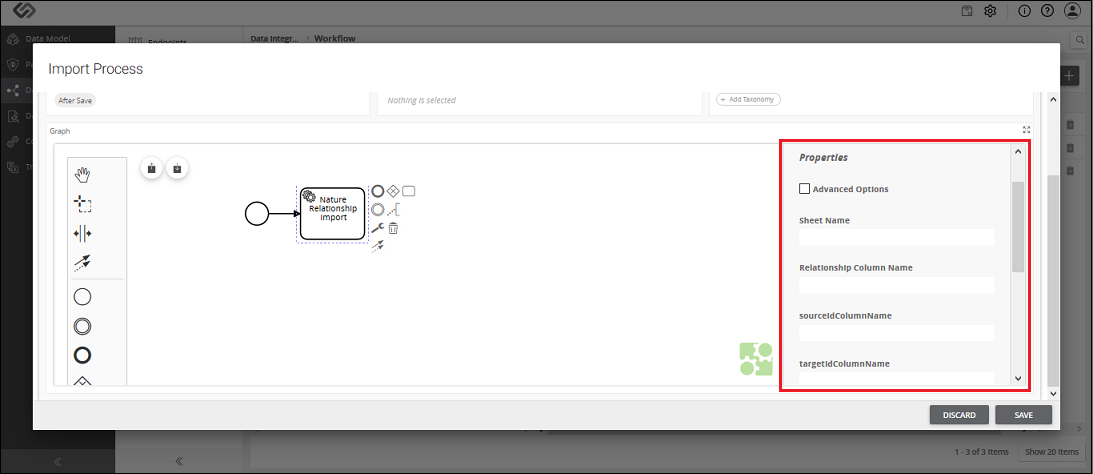 Data Model
Endpoints
Data Integr... › Workflow
Import Process
After Save
Nothing is selected
+ Add Taxonomy
Graph
Properties
Nature
Relationship
Import
Advanced Options
Sheet Name
Relationship Column Name
sourceIdColumnName
targetIdColumnName
DISCARD
SAVE
1 - 3 of 3 Items
Show 20 Items